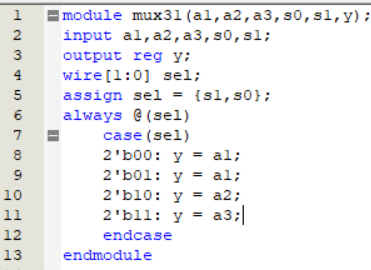 1 module mux31(a1,a2,a3,s0,s1,y);
2 input a1,a2,a3,s0,s1;
3 output reg y;
4 wire[1:0] sel;
5 assign sel = {s1,s0};
6 always @(sel)
7 case(sel)
8 2'b00: y = a1;
9 2'b01: y = a1;
10 2'b10: y = a2;
11 2'b11: y = a3;
12 endcase
13 endmodule